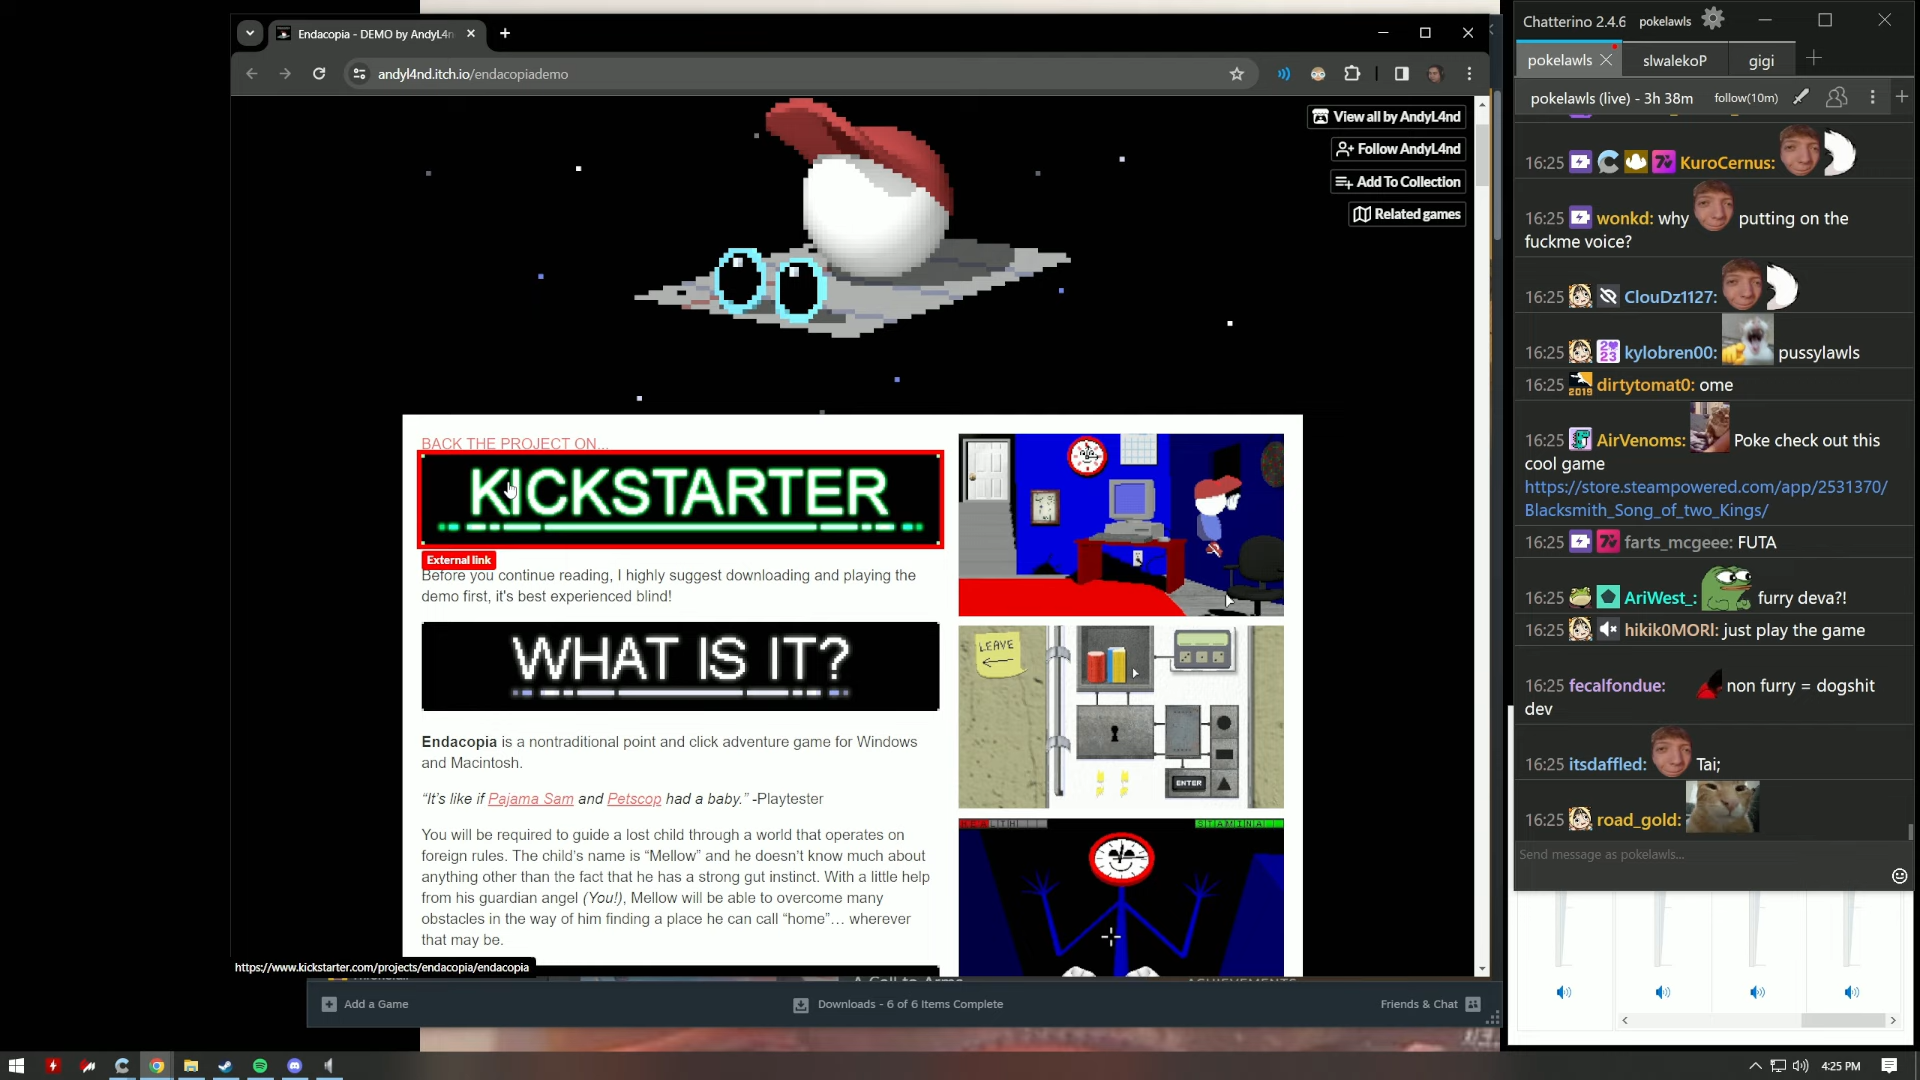 Endacopia - DEMO by AndyL4n
andyl4nd.itch.io/endacopiademo
View all by AndyL4nd
Follow AndyL4nd
Add To Collection
Related games
BACK THE PROJECT ON...
KICKSTARTER
External link
Before you continue reading, I highly suggest downloading and playing the
demo first, it's best experienced blind!
WHAT IS IT?
Endacopia is a nontraditional point and click adventure game for Windows
and Macintosh.
“It’s like if Pajama Sam and Petscop had a baby.” -Playtester
You will be required to guide a lost child through a world that operates on
foreign rules. The child’s name is “Mellow” and he doesn’t know much about
anything other than the fact that he has a strong gut instinct. With a little help
from his guardian angel (You!), Mellow will be able to overcome many
obstacles in the way of him finding a place he can call “home”… wherever
that may be.
LEAVE
ENTER
HEALTH
STAMINA
https://www.kickstarter.com/projects/endacopia/endacopia
Add a Game
Downloads - 6 of 6 Items Complete
Friends & Chat
Chatterino 2.4.6 pokelawls
pokelawls
slwalekoP
gigi
pokelawls (live) - 3h 38m follow(10m)
16:25 KuroCernus:
16:25 wonkd: why putting on the
fuckme voice?
16:25 ClouDz1127:
16:25 kylobren00: pussylawls
16:25 dirtytomat0: ome
16:25 AirVenoms: Poke check out this
cool game
https://store.steampowered.com/app/2531370/
Blacksmith_Song_of_two_Kings/
16:25 farts_mcgeee: FUTA
16:25 AriWest_: furry deva?!
16:25 hikik0MORl: just play the game
16:25 fecalfondue: non furry = dogshit
dev
16:25 itsdaffled: Tai;
16:25 road_gold:
Send message as pokelawls...
4:25 PM